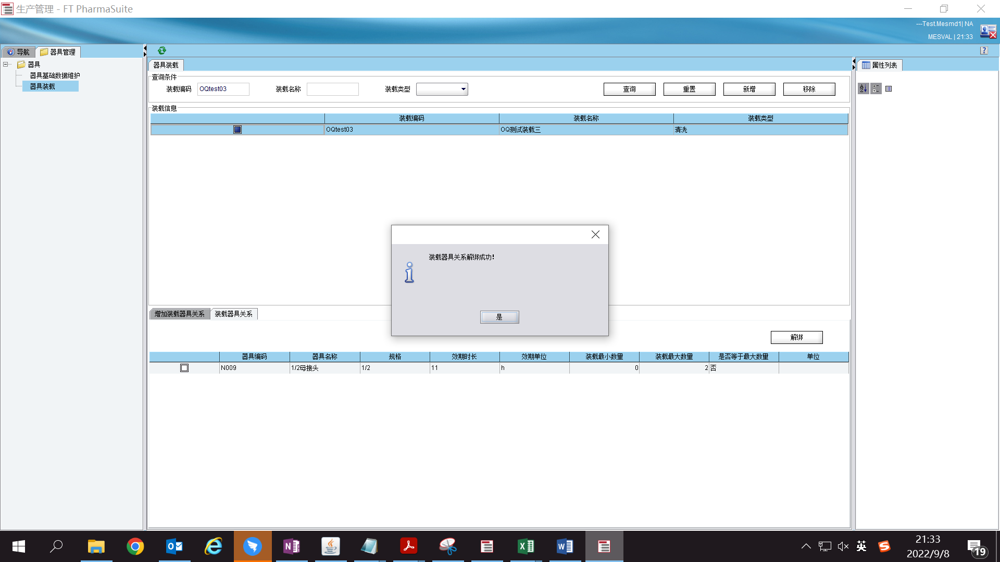 生产管理 - FT PharmaSuite
---Test.Mesmd1| NA
MESVAL | 21:33
导航
器具管理
器具
器具基础数据维护
器具装载
器具装载
查询条件
装载编码 OQtest03 装载名称 装载类型 查询 重置 新增 移除
装载信息
装载编码 装载名称 装载类型
OQtest03 OQ测试装载三 清洗
属性列表
装载器具关系解绑成功!
是
增加装载器具关系 装载器具关系
解绑
器具编码 器具名称 规格 效期时长 效期单位 装载最小数量 装载最大数量 是否等于最大数量 单位
N009 1/2母接头 1/2 11 h 0 2 否
英
21:33
2022/9/8
19